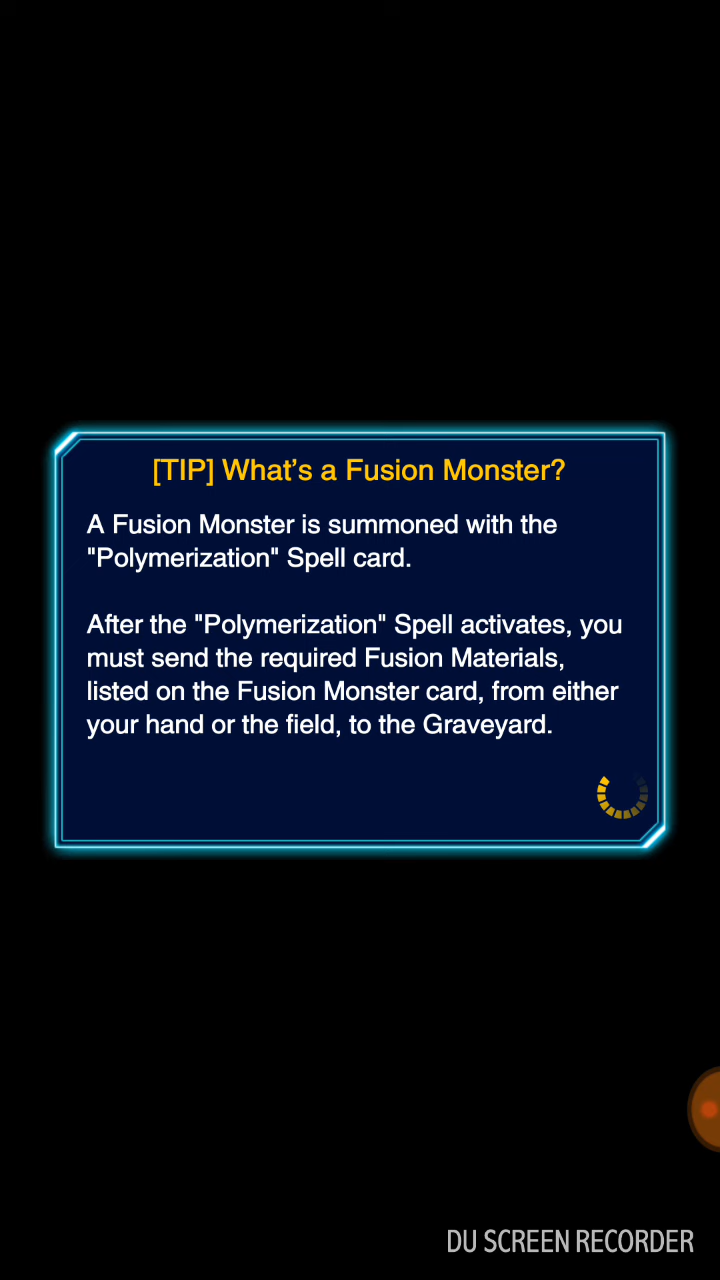 [TIP] What’s a Fusion Monster?
A Fusion Monster is summoned with the
"Polymerization" Spell card.
After the "Polymerization" Spell activates, you
must send the required Fusion Materials,
listed on the Fusion Monster card, from either
your hand or the field, to the Graveyard.
DU SCREEN RECORDER